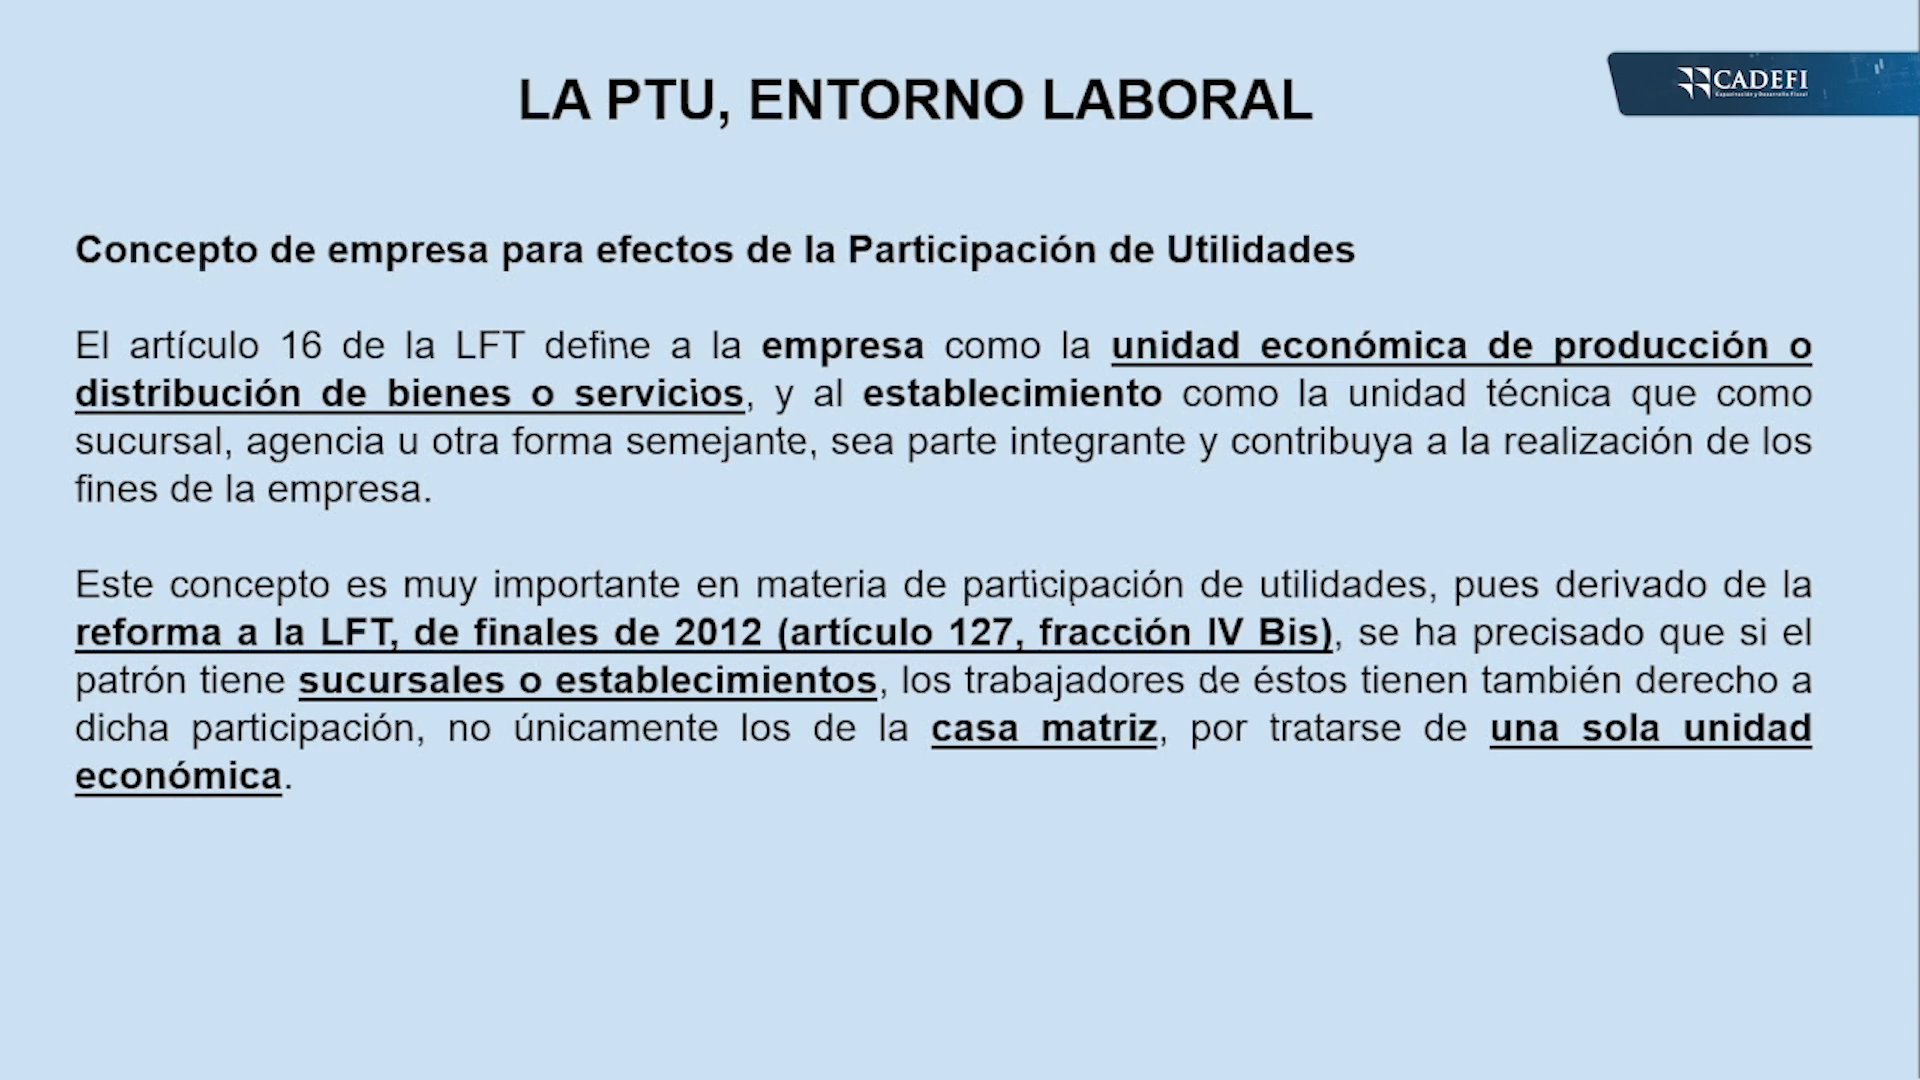 LA PTU, ENTORNO LABORAL
CADEFI
Capacitación y Desarrollo Fiscal
Concepto de empresa para efectos de la Participación de Utilidades
El artículo 16 de la LFT define a la empresa como la unidad económica de producción o
distribución de bienes o servicios, y al establecimiento como la unidad técnica que como
sucursal, agencia u otra forma semejante, sea parte integrante y contribuya a la realización de los
fines de la empresa.
Este concepto es muy importante en materia de participación de utilidades, pues derivado de la
reforma a la LFT, de finales de 2012 (artículo 127, fracción IV Bis), se ha precisado que si el
patrón tiene sucursales o establecimientos, los trabajadores de éstos tienen también derecho a
dicha participación, no únicamente los de la casa matriz, por tratarse de una sola unidad
económica.